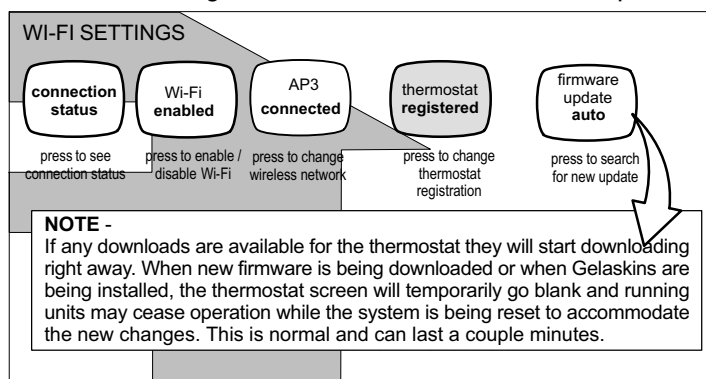 WI-FI SETTINGS
connection
status
Wi-Fi
enabled
AP3
connected
thermostat
registered
firmware
update
auto
press to see
connection status
press to enable /
disable Wi-Fi
press to change
wireless network
press to change
thermostat
registration
press to search
for new update
NOTE -
If any downloads are available for the thermostat they will start downloading
right away. When new firmware is being downloaded or when Gelaskins are
being installed, the thermostat screen will temporarily go blank and running
units may cease operation while the system is being reset to accommodate
the new changes. This is normal and can last a couple minutes.